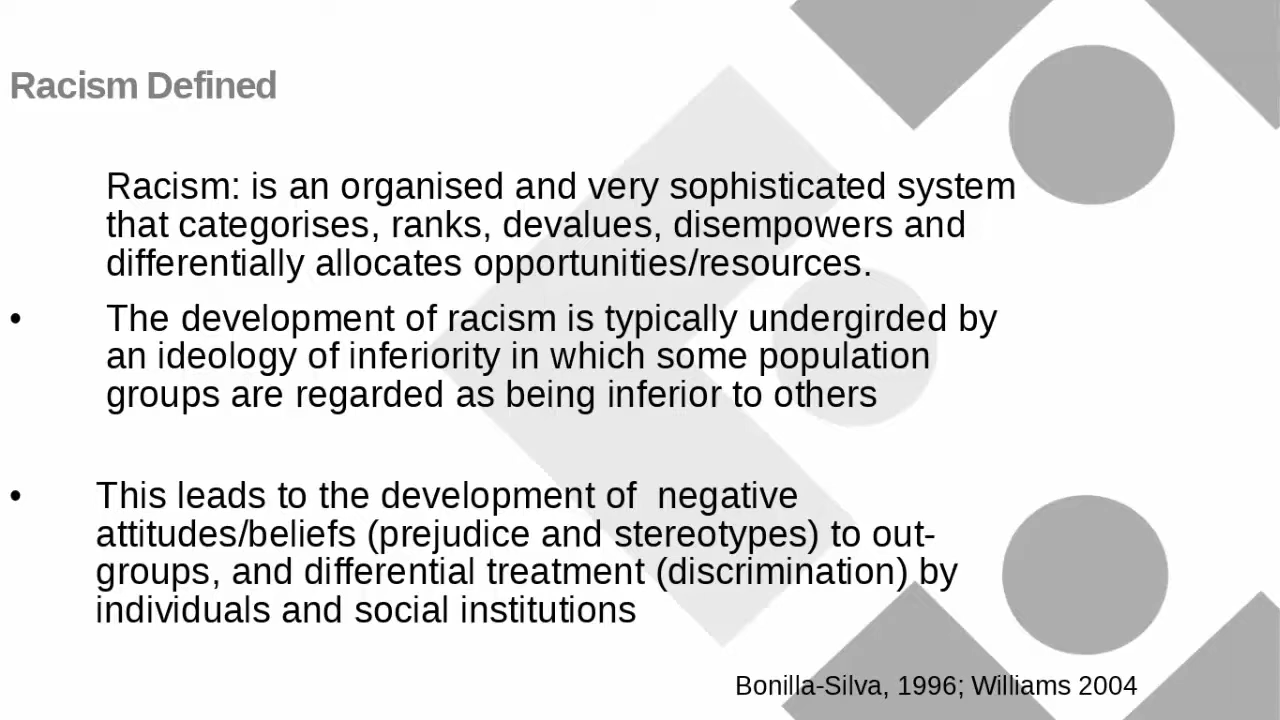 Racism Defined
Racism: is an organised and very sophisticated system
that categorises, ranks, devalues, disempowers and
differentially allocates opportunities/resources.
• The development of racism is typically undergirded by
an ideology of inferiority in which some population
groups are regarded as being inferior to others
• This leads to the development of  negative
attitudes/beliefs (prejudice and stereotypes) to out-
groups, and differential treatment (discrimination) by
individuals and social institutions
Bonilla-Silva, 1996; Williams 2004